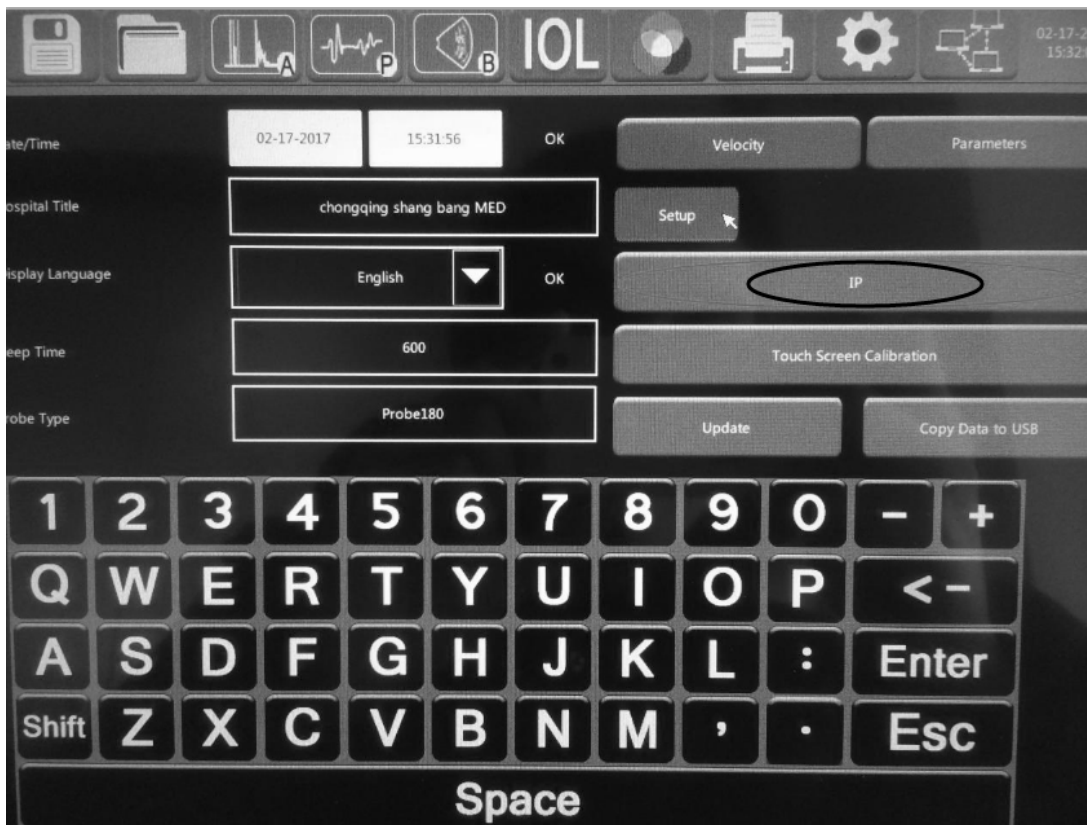 A P B IOL
02-17-2
15:32
ate/Time 02-17-2017 15:31:56 OK Velocity Parameters
ospital Title chongqing shang bang MED Setup
isplay Language English OK IP
eep Time 600 Touch Screen Calibration
robe Type Probe180 Update Copy Data to USB
1 2 3 4 5 6 7 8 9 0 - +
Q W E R T Y U I O P <-
A S D F G H J K L : Enter
Shift Z X C V B N M , . Esc
Space